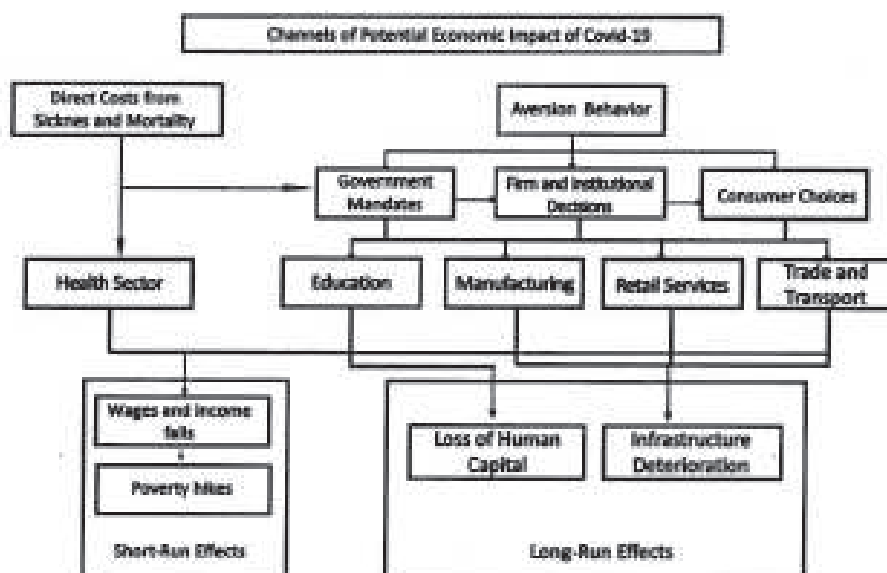 Channels of Potential Economic Impact of Covid-19
Direct Costs from
Sicknes and Mortality
Aversion Behavior
Government
Mandates
Firm and Institutional
Decisions
Consumer Choices
Health Sector
Education
Manufacturing
Retail Services
Trade and
Transport
Wages and income
falls
Poverty hikes
Short-Run Effects
Loss of Human
Capital
Infrastructure
Deterioration
Long-Run Effects